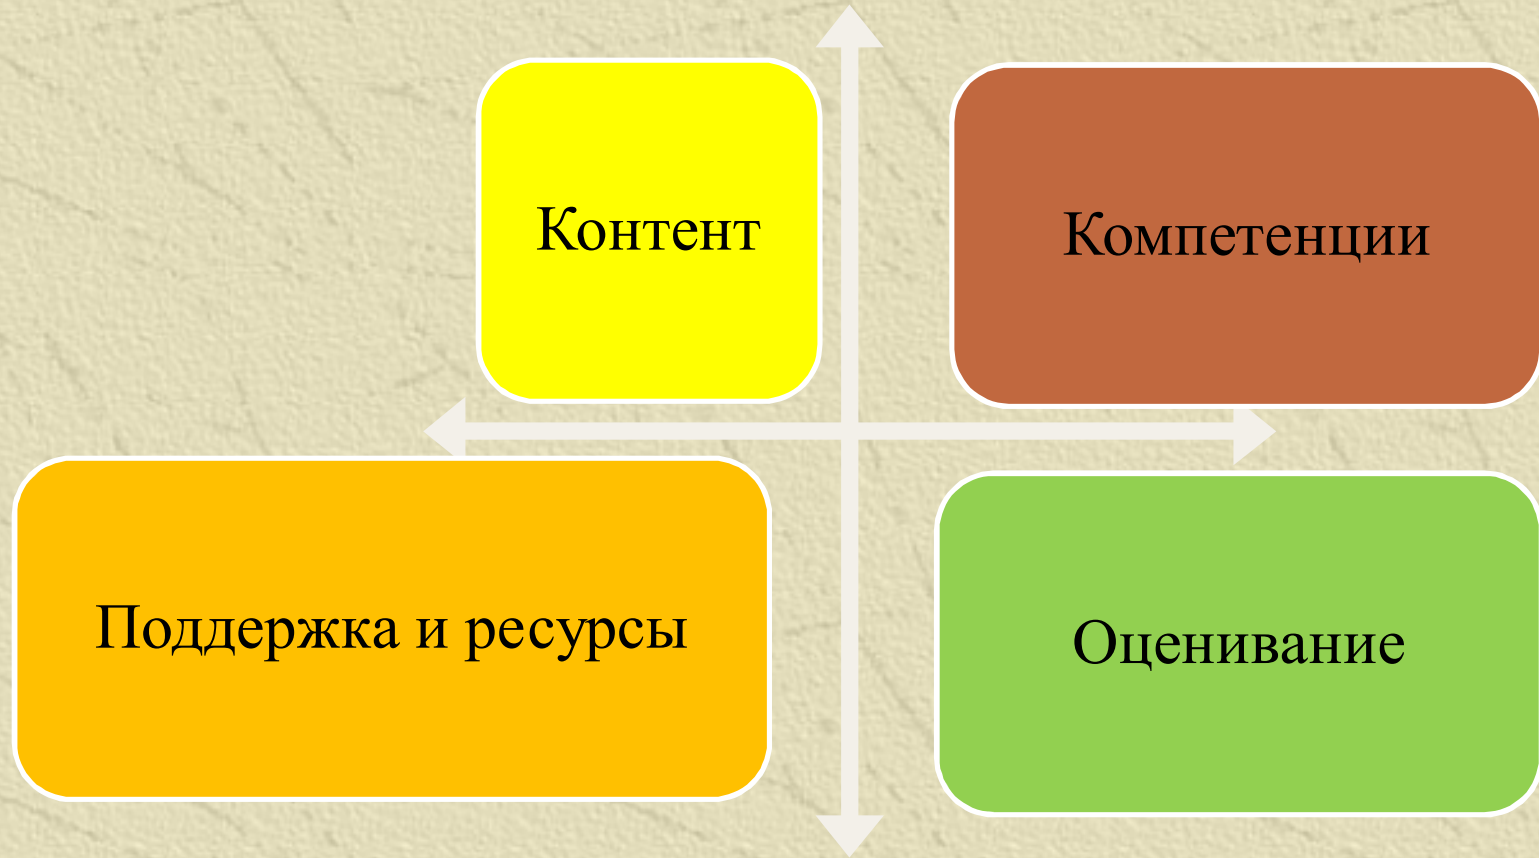 Контент
Компетенции
Поддержка и ресурсы
Оценивание